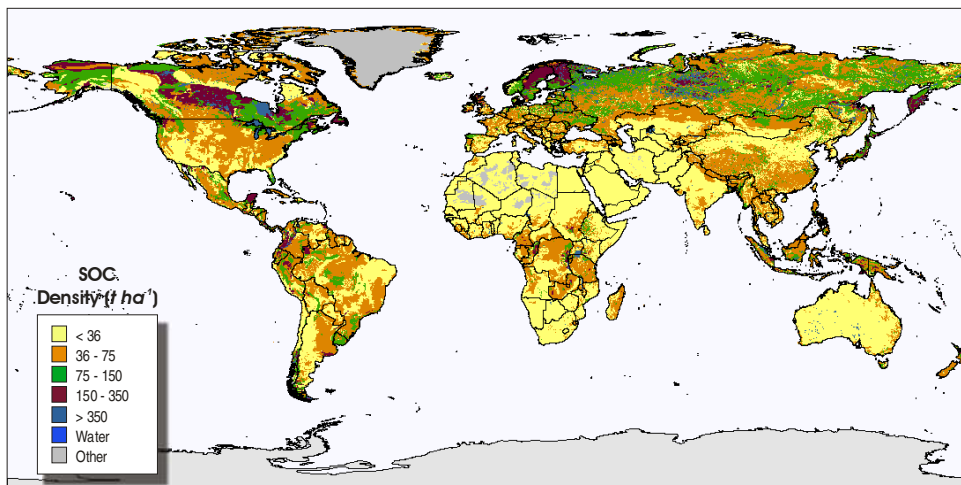 SOC
Density (t ha⁻¹)
< 36
36 - 75
75 - 150
150 - 350
> 350
Water
Other